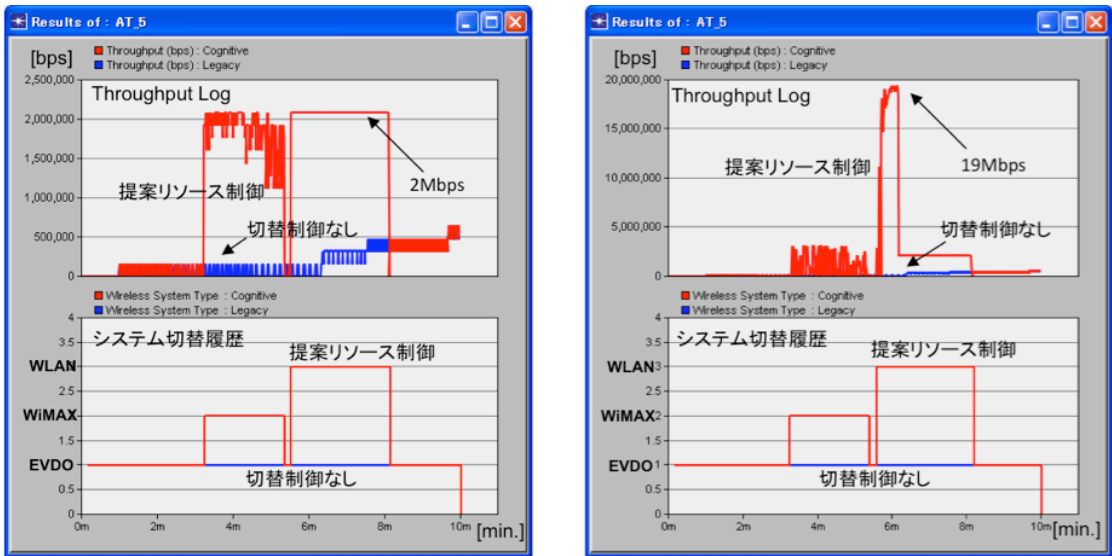 Results of : AT_5
[bps]
Throughput (bps) : Cognitive
Throughput (bps) : Legacy
2,500,000
Throughput Log
2,000,000
2Mbps
1,500,000
提案リソース制御
1,000,000
切替制御なし
500,000
0
Wireless System Type : Cognitive
Wireless System Type : Legacy
4
システム切替履歴
3.5
提案リソース制御
WLAN
2.5
WiMAX
1.5
EVDO
切替制御なし
0.5
0
0m
2m
4m
6m
8m
10m
[min.]
Results of : AT_5
[bps]
Throughput (bps) : Cognitive
Throughput (bps) : Legacy
20,000,000
Throughput Log
15,000,000
提案リソース制御
19Mbps
10,000,000
切替制御なし
5,000,000
0
Wireless System Type : Cognitive
Wireless System Type : Legacy
4
システム切替履歴
3.5
提案リソース制御
WLAN 3
2.5
WiMAX 2
1.5
EVDO 1
切替制御なし
0.5
0
0m
2m
4m
6m
8m
10m
[min.]